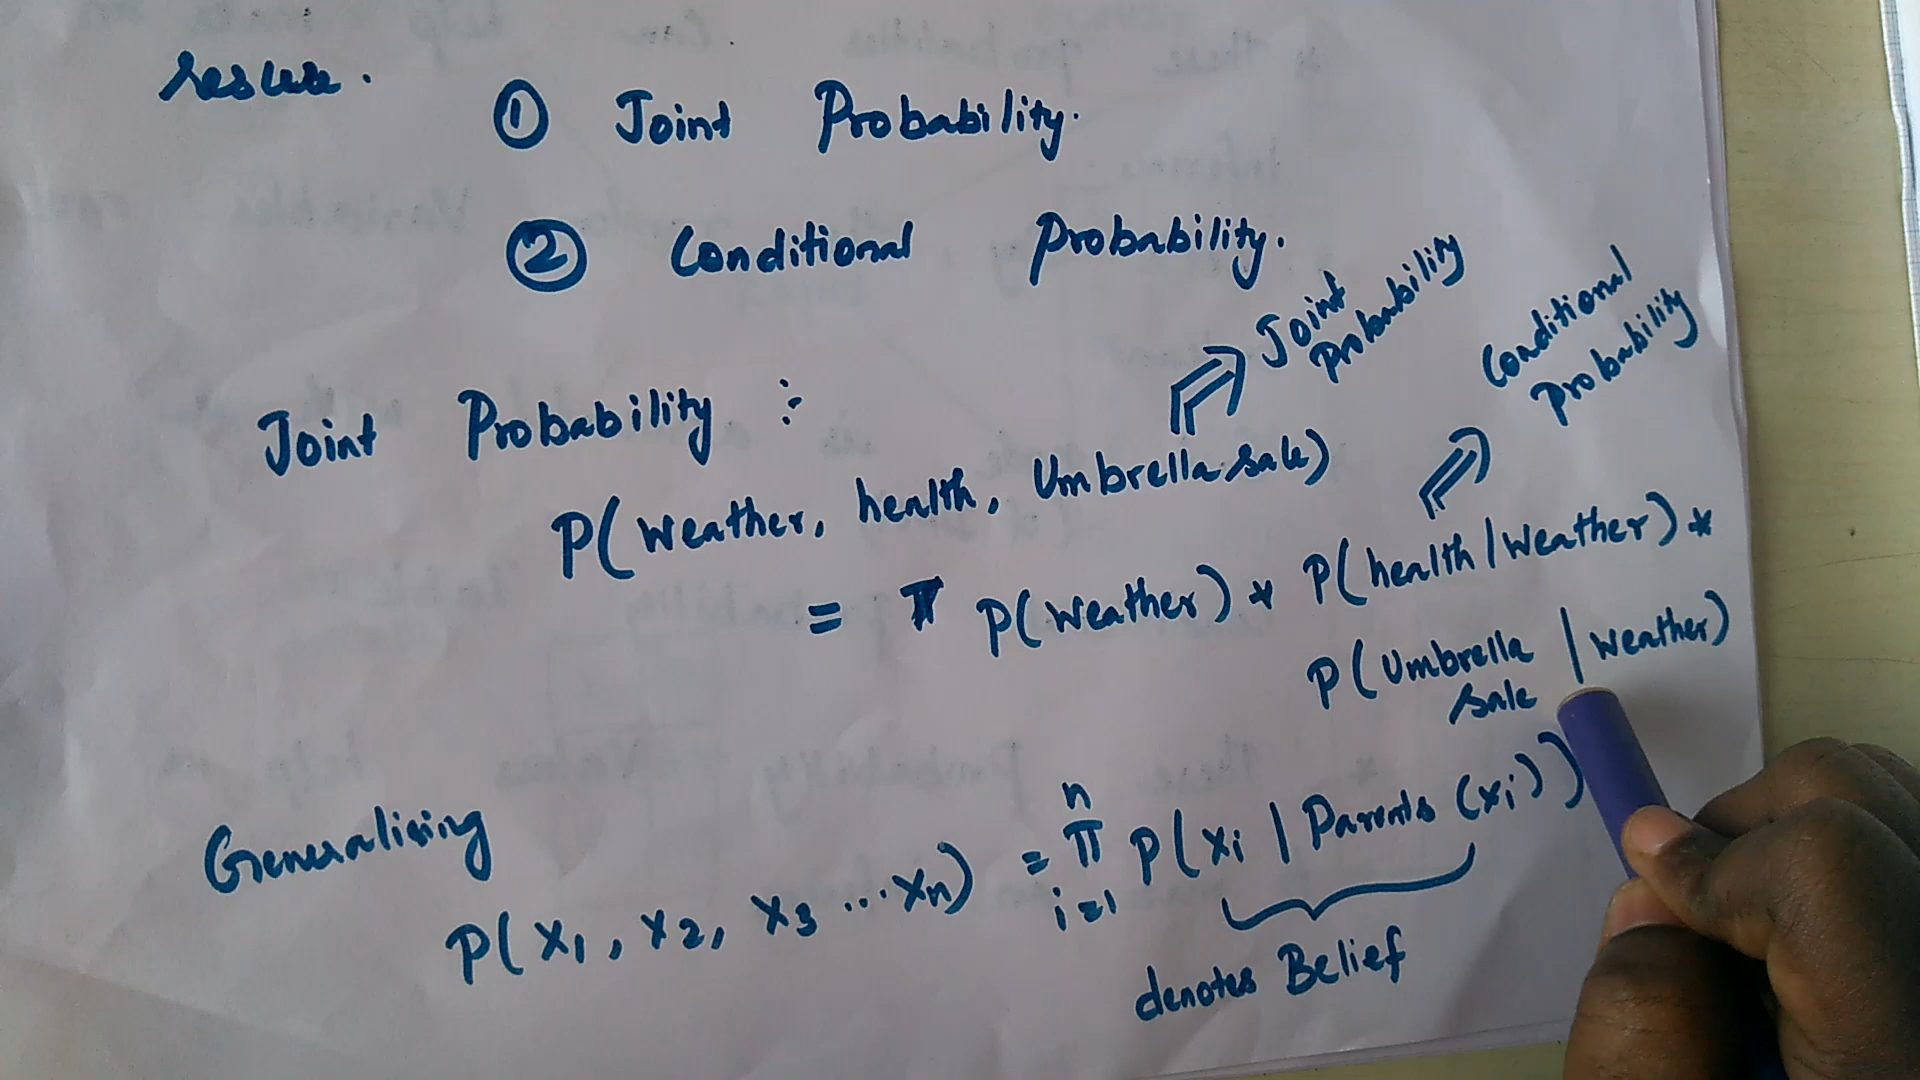 ① Joint Probability.
② Conditional Probability.
Joint Probability
Conditional Probability
Joint Probability :-
P( Weather, health, Umbrella sale)
= π P( Weather) * P( health / Weather) *
P( Umbrella sale | Weather)
Generalising
P( x1, x2, x3 ... xn) = π P( xi | Parents (xi))
n
i=1
denotes Belief